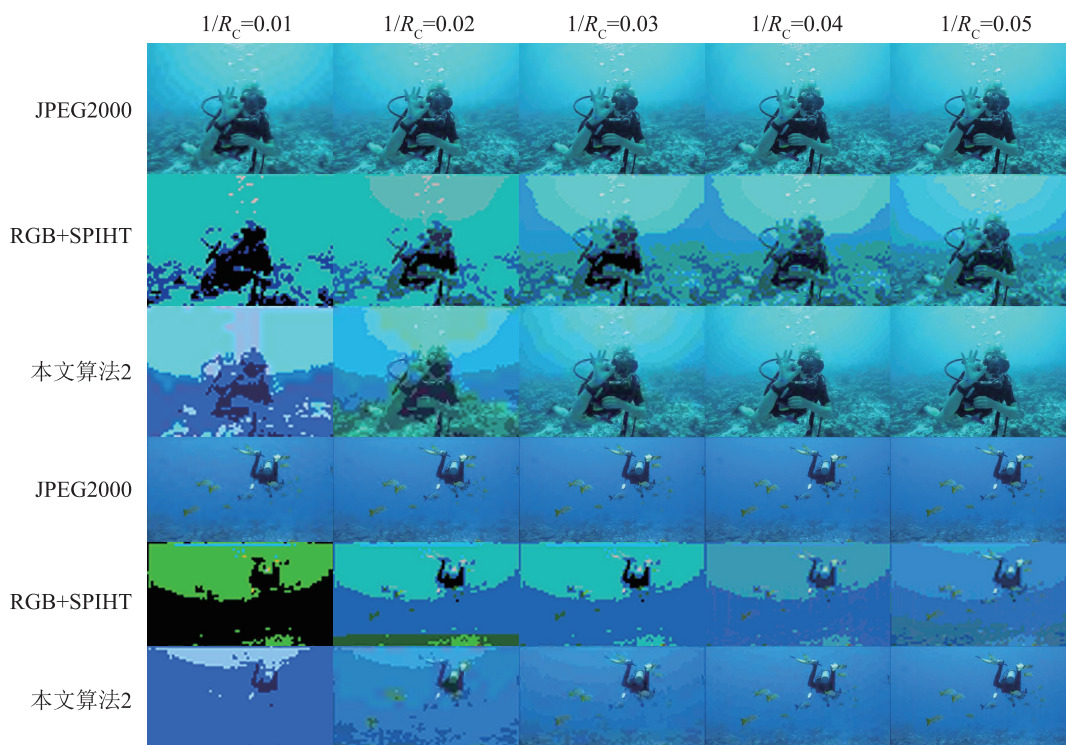 1/R_C=0.01 1/R_C=0.02 1/R_C=0.03 1/R_C=0.04 1/R_C=0.05
JPEG2000
RGB+SPIHT
本文算法2
JPEG2000
RGB+SPIHT
本文算法2